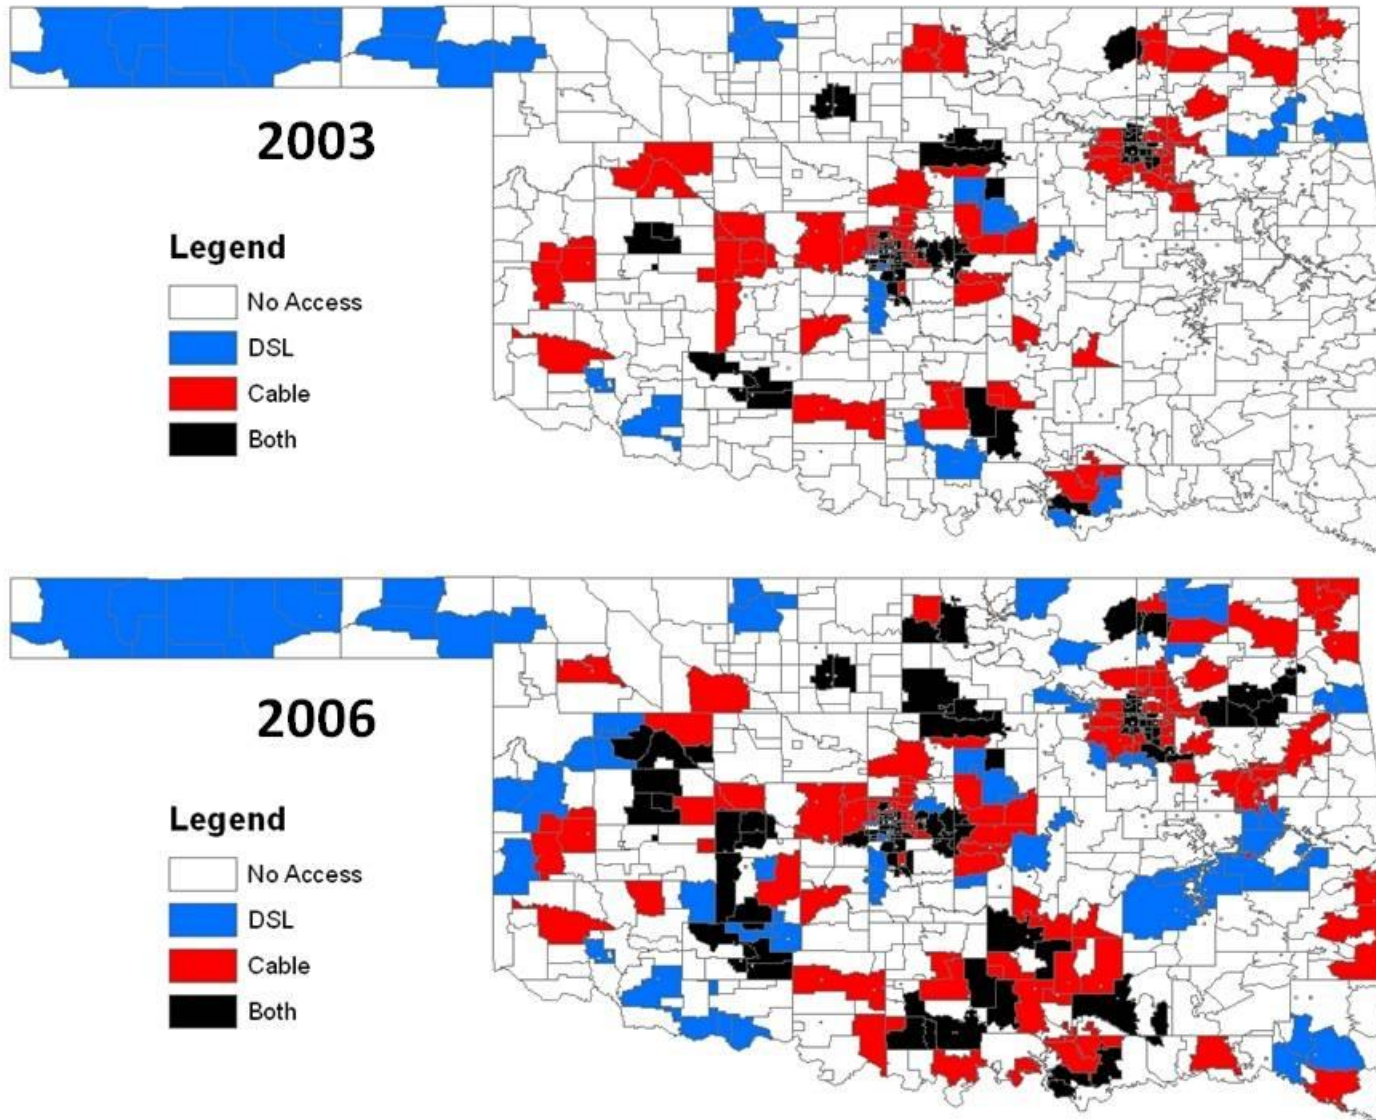 2003
Legend
No Access
DSL
Cable
Both
2006
Legend
No Access
DSL
Cable
Both